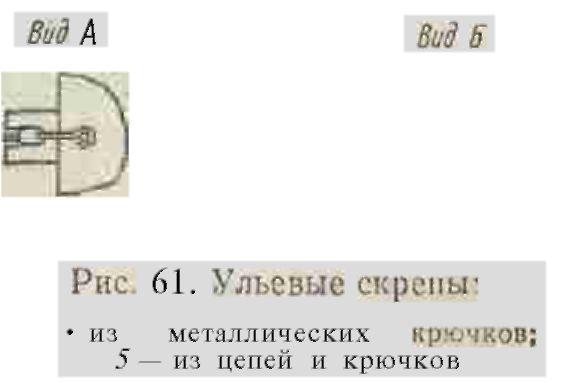 Вид А
Вид Б
Рис. 61. Ульевые скрепы:
• из металлических крючков;
5 — из цепей и крючков